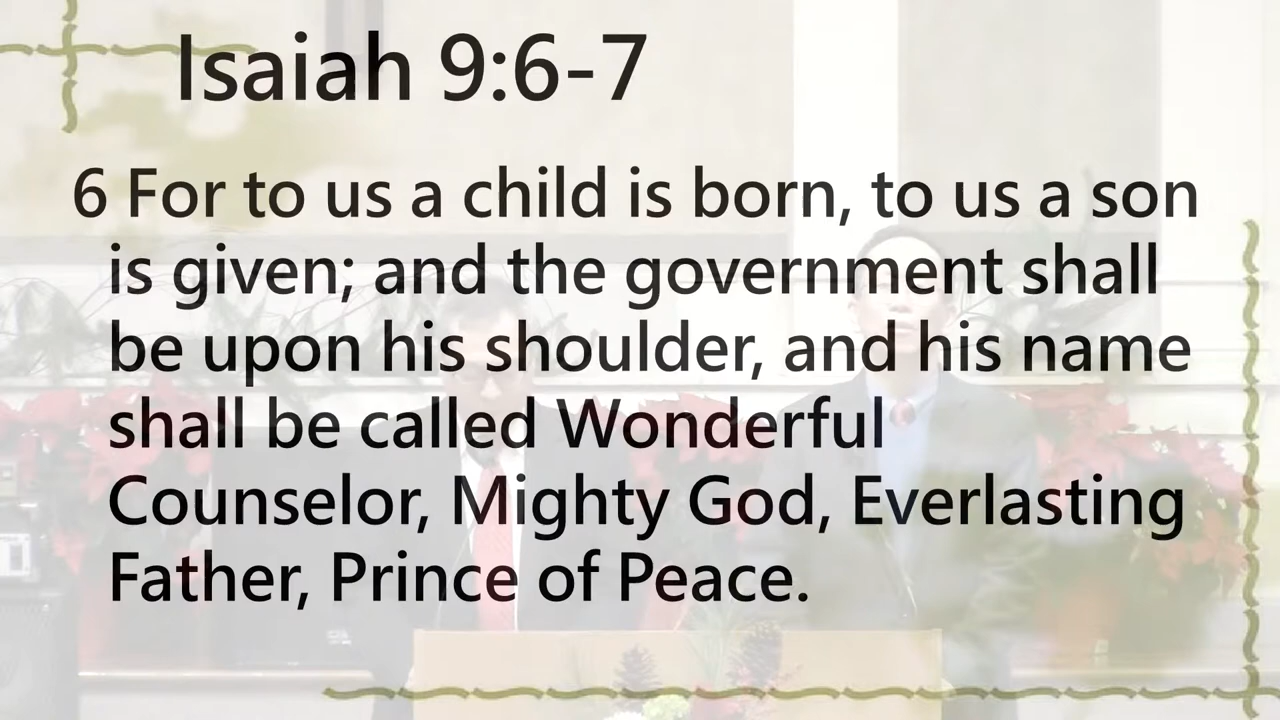 Isaiah 9:6-7
6 For to us a child is born, to us a son
is given; and the government shall
be upon his shoulder, and his name
shall be called Wonderful
Counselor, Mighty God, Everlasting
Father, Prince of Peace.